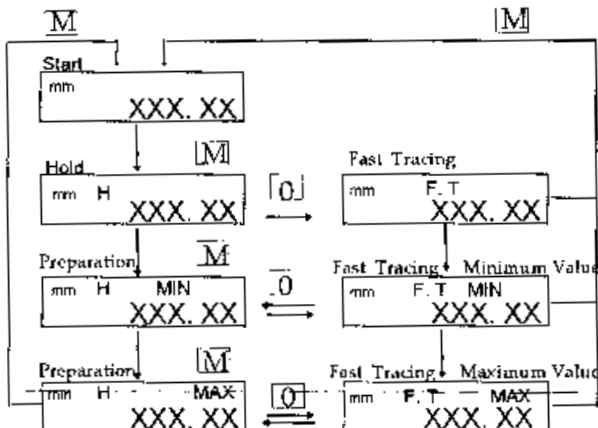 M M
Start
mm
XXX. XX
M
Hold
mm H
XXX. XX
0
Fast Tracing
mm F. T
XXX. XX
M
Preparation
mm H MIN
XXX. XX
0
Fast Tracing Minimum Value
mm F. T MIN
XXX. XX
M
Preparation
mm H MAX
XXX. XX
0
Fast Tracing Maximum Value
mm F. T MAX
XXX. XX